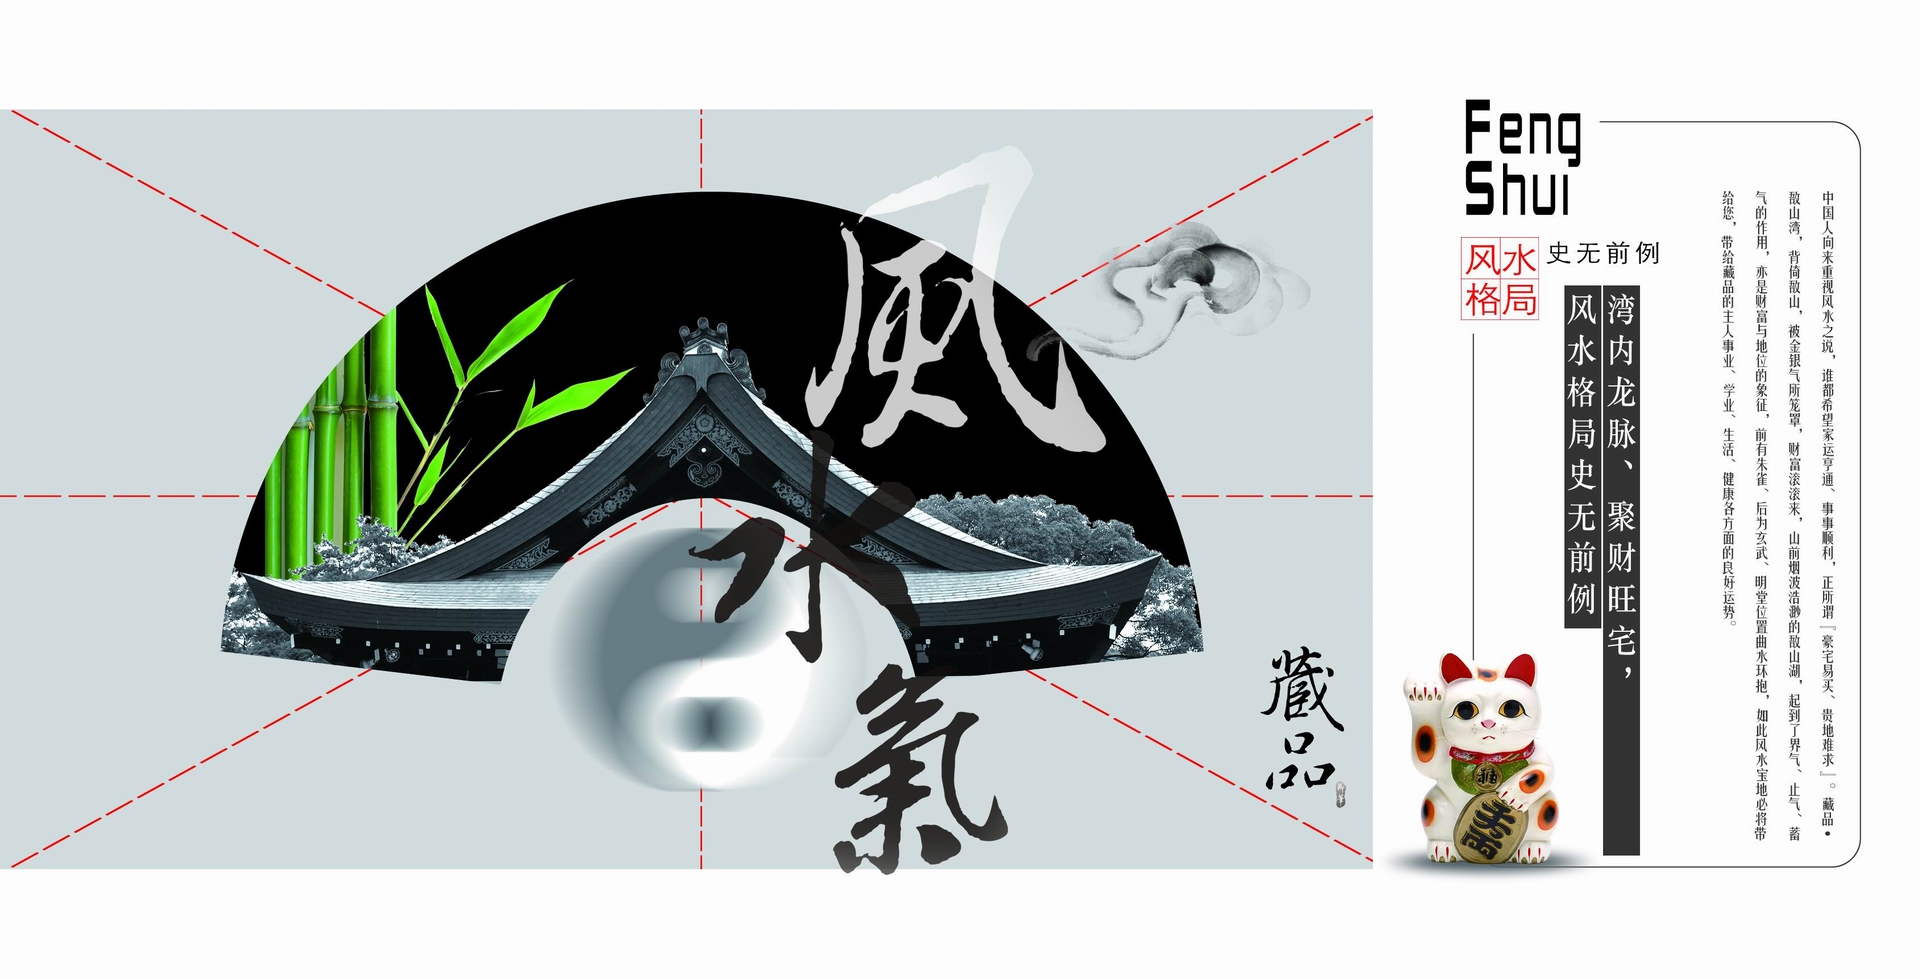 風
水
氣
藏品
Feng
Shui
风水
格局
史无前例
湾内龙脉、聚财旺宅，
风水格局史无前例
中国人向来重视风水之说，谁都希望家运亨通、事事顺利，正所谓『豪宅易买、贵地难求』。藏品•
敔山湾，背倚敔山，被金银气所笼罩，财富滚滚来，山前烟波浩渺的敔山湖，起到了界气、止气、蓄
气的作用，亦是财富与地位的象征，前有朱雀、后为玄武、明堂位置曲水环抱，如此风水宝地必将带
给您，带给藏品的主人事业、学业、生活、健康各方面的良好运势。